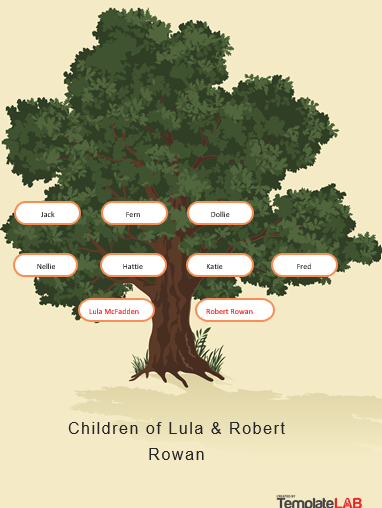 Jack Fern Dollie
Nellie Hattie Katie Fred
Lula McFadden Robert Rowan
Children of Lula & Robert
Rowan
CREATED BY
TemplateLAB